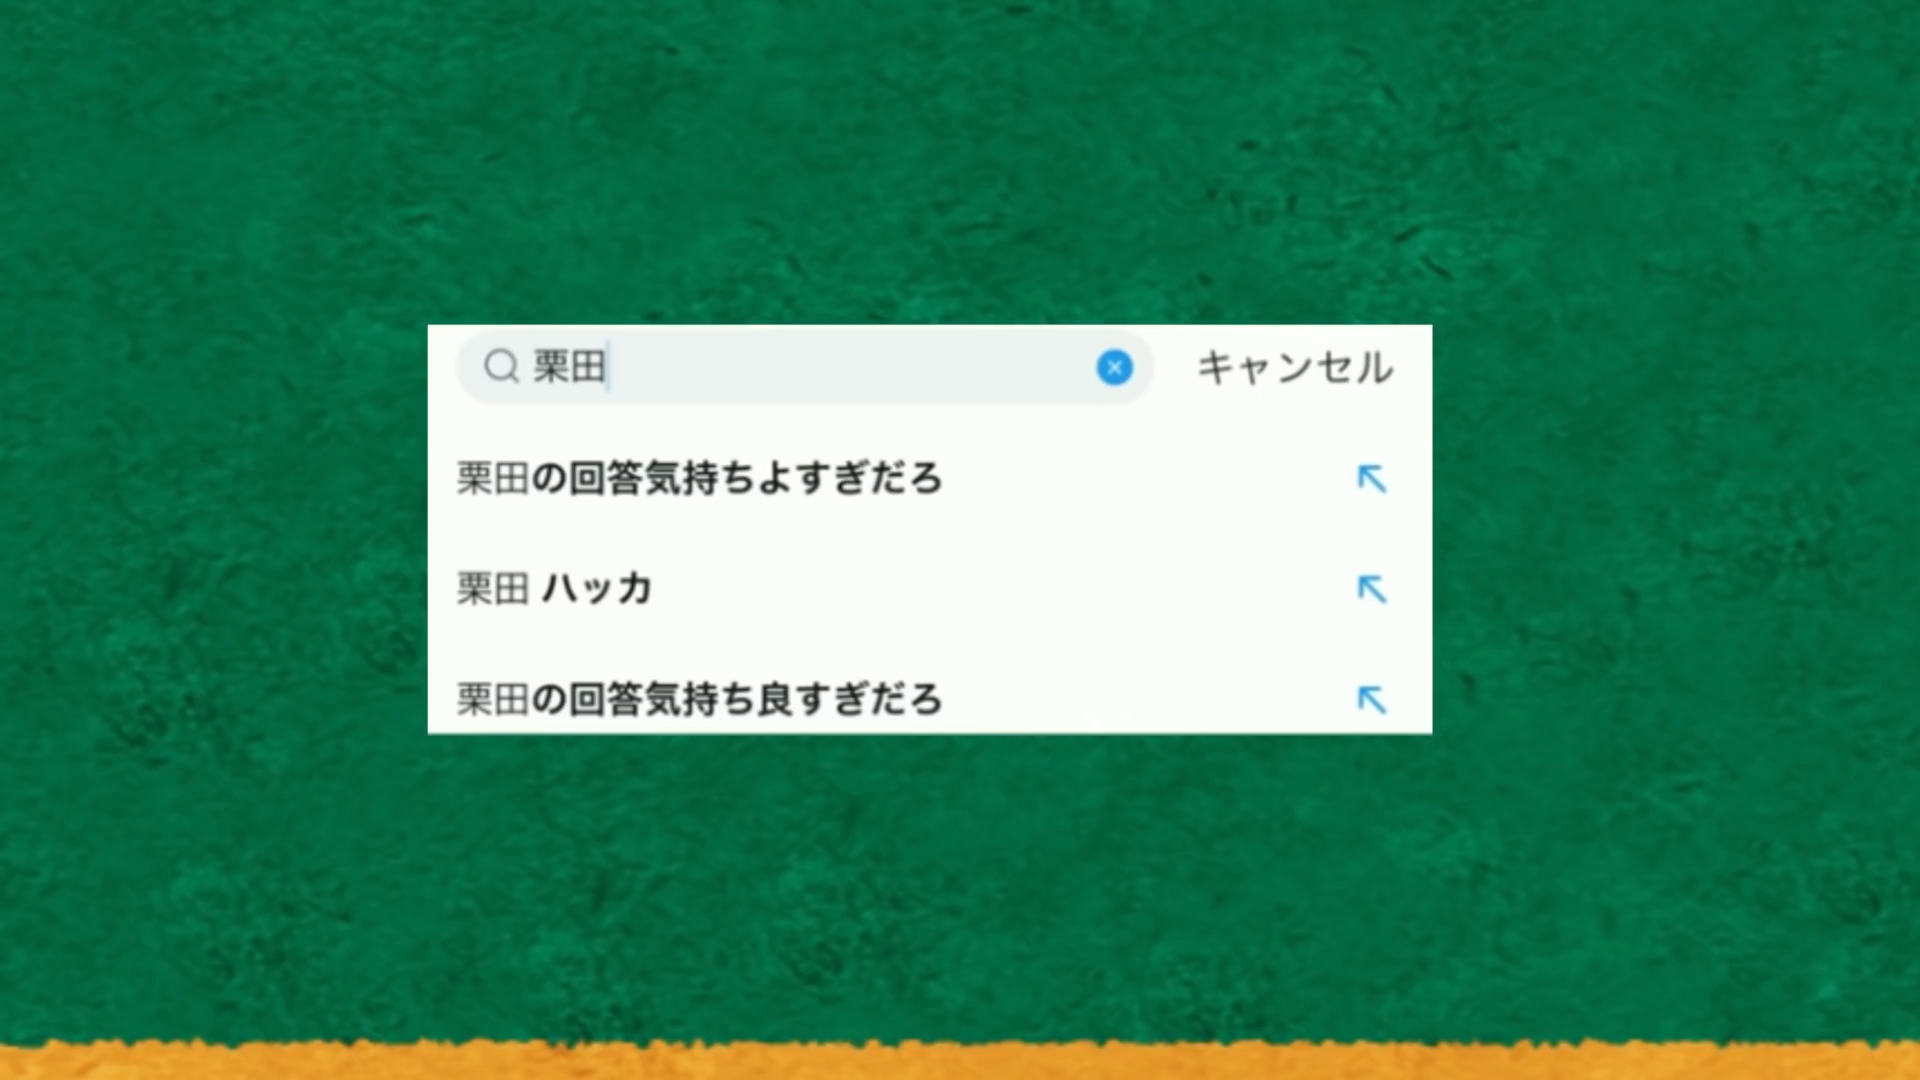 栗田
キャンセル
栗田の回答気持ちよすぎだろ
栗田 ハッカ
栗田の回答気持ち良すぎだろ